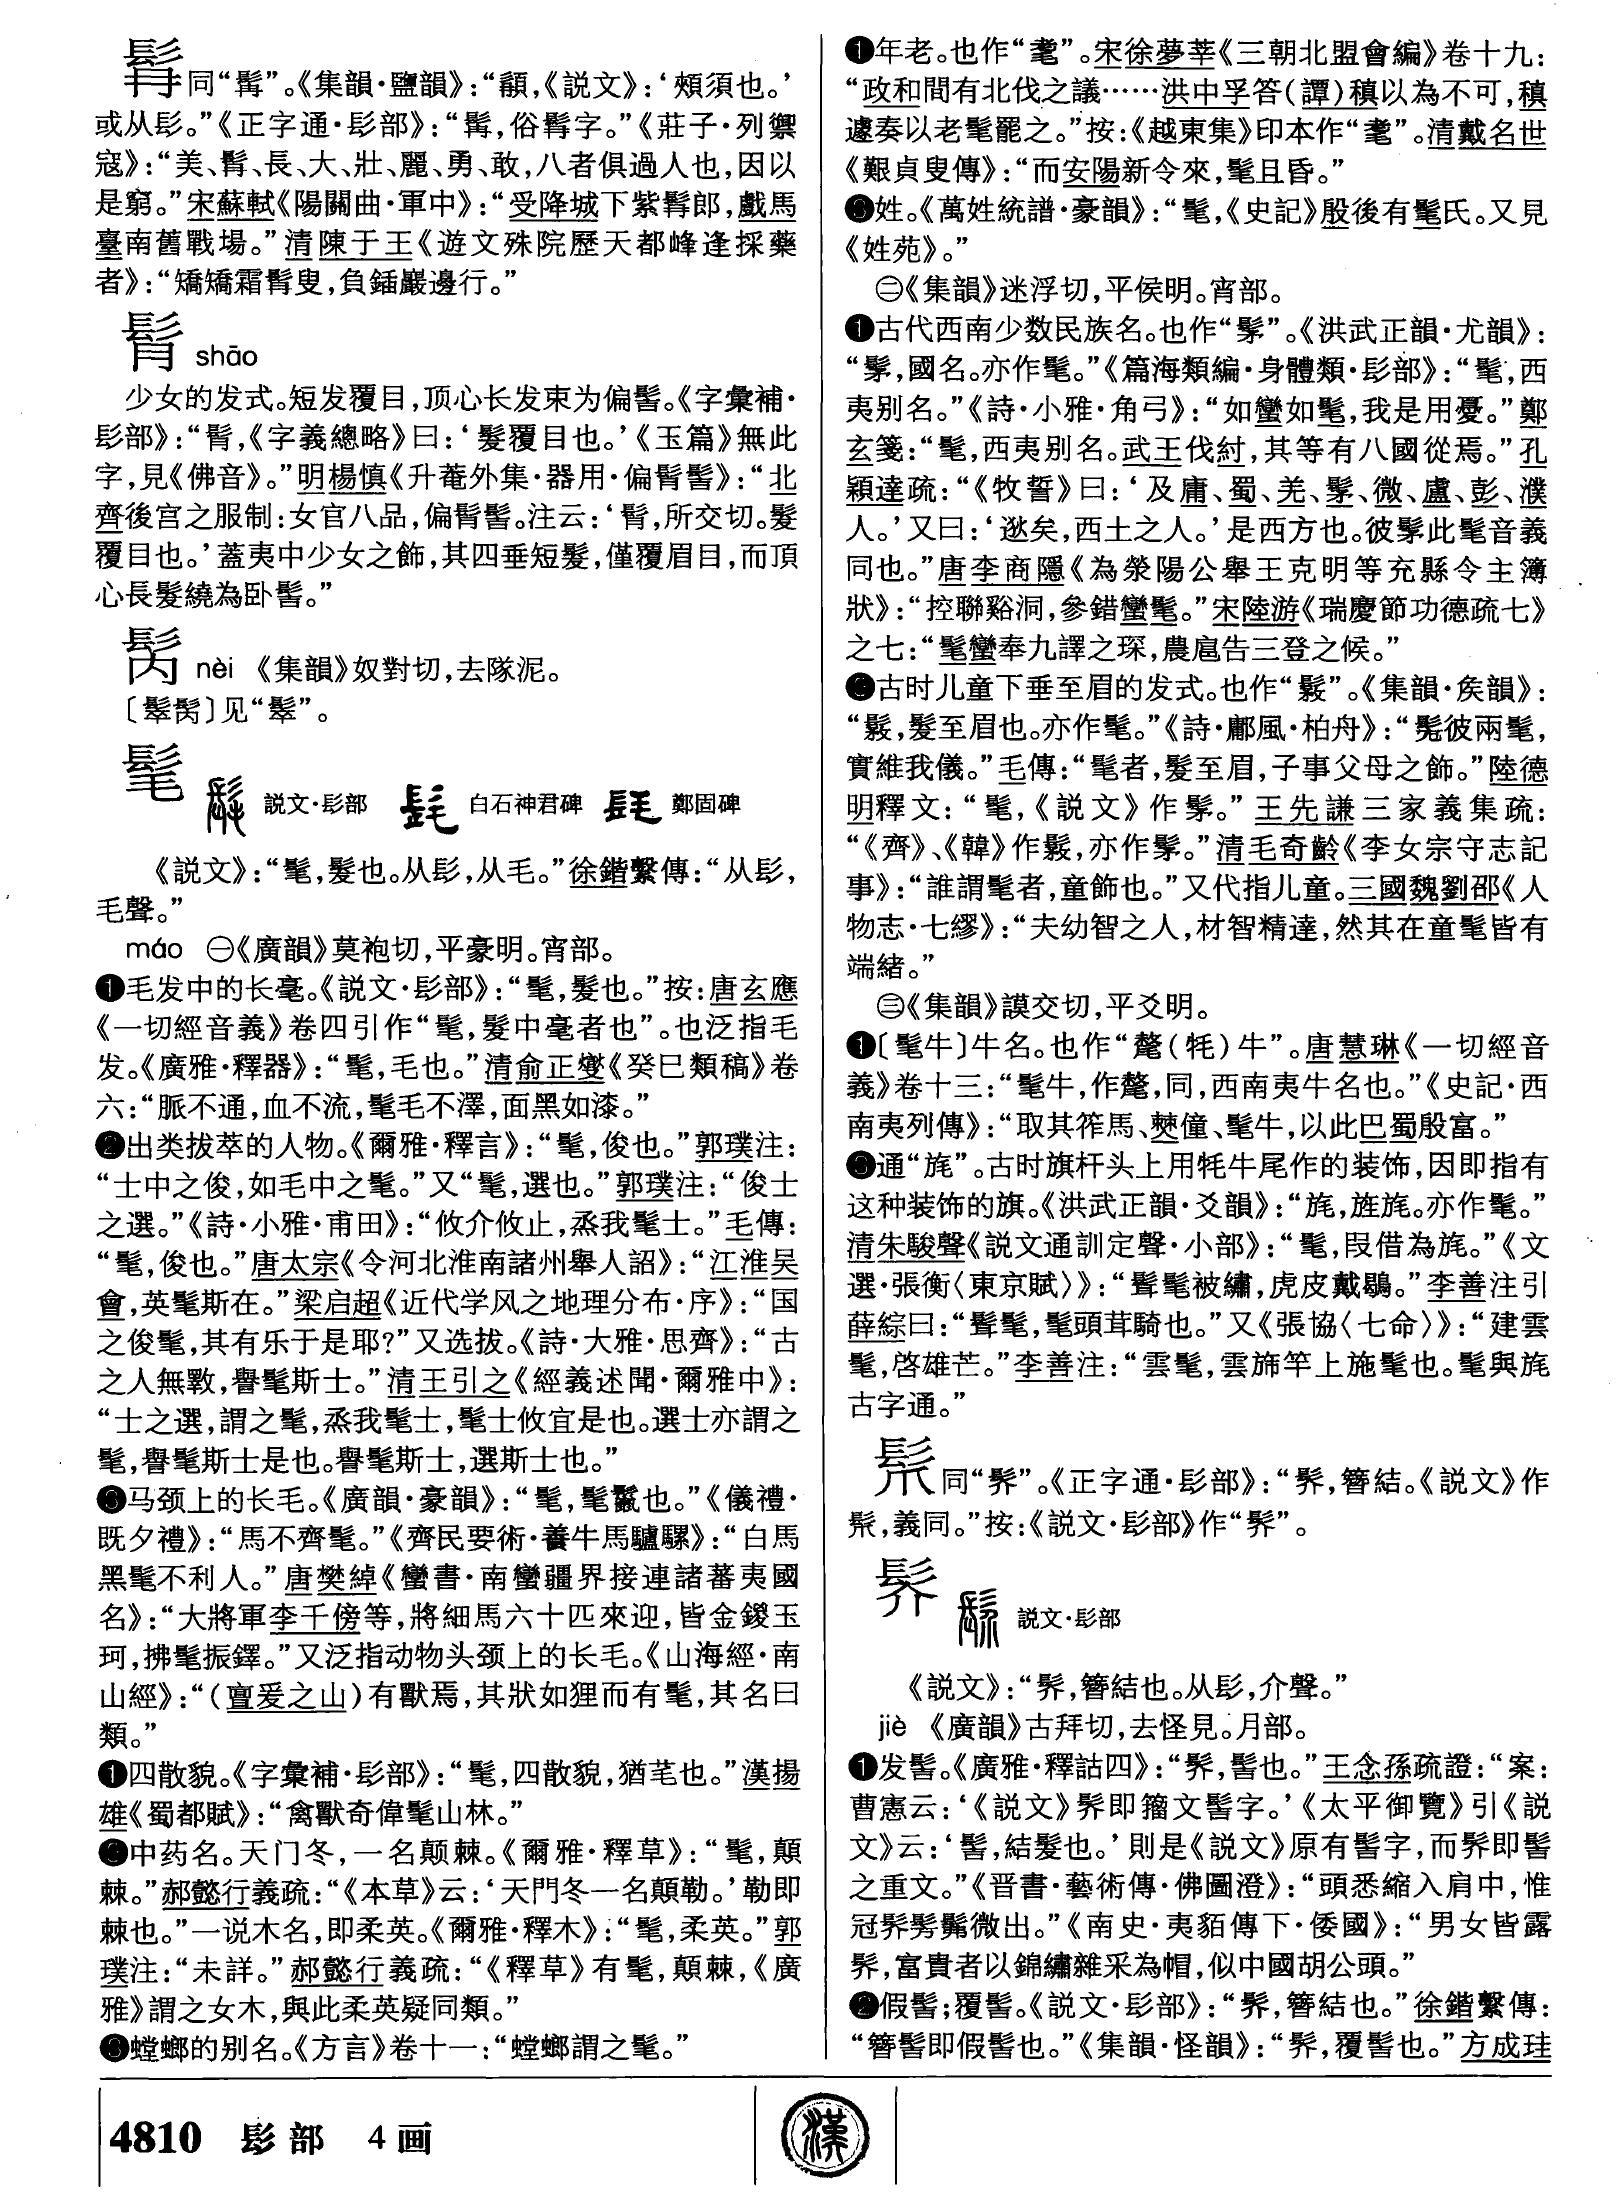 同“髯”。《集韻·鹽韻》：“䫇，《説文》：‘頰須也。’
或从髟。”《正字通·髟部》：“髯，俗䫇字。”《莊子·列禦
寇》：“美、髯、長、大、壯、麗、勇、敢，八者俱過人也，因以
是窮。”宋蘇軾《陽關曲·軍中》：“受降城下紫髯郎，戲馬
臺南舊戰場。”清陳于王《遊文殊院歷天都峰逢採藥
者》：“矯矯霜髯叟，負鍤巖邊行。”
shāo
少女的发式。短发覆目，顶心长发束为偏髻。《字彙補·
髟部》：“髾，《字義總略》曰：‘髮覆目也。’《玉篇》無此
字，見《佛音》。”明楊慎《升菴外集·器用·偏髾髻》：“北
齊後宫之服制：女官八品，偏髾髻。注云：‘髾，所交切。髮
覆目也。’蓋夷中少女之飾，其四垂短髮，僅覆眉目，而頂
心長髮繞為卧髻。”
nèi 《集韻》奴對切，去隊泥。
髦 説文·髟部 白石神君碑 鄭固碑
《説文》：“髦，髮也。从髟，从毛。”徐鍇繫傳：“从髟，
毛聲。”
máo ㊀《廣韻》莫袍切，平豪明。宵部。
❶毛发中的长毫。《説文·髟部》：“髦，髮也。”按：唐玄應
《一切經音義》卷四引作“髦，髮中毫者也”。也泛指毛
发。《廣雅·釋器》：“髦，毛也。”清俞正燮《癸巳類稿》卷
六：“脈不通，血不流，髦毛不澤，面黑如漆。”
❷出类拔萃的人物。《爾雅·釋言》：“髦，俊也。”郭璞注：
“士中之俊，如毛中之髦。”又“髦，選也。”郭璞注：“俊士
之選。”《詩·小雅·甫田》：“攸介攸止，烝我髦士。”毛傳：
“髦，俊也。”唐太宗《令河北淮南諸州舉人詔》：“江淮吴
會，英髦斯在。”梁启超《近代学风之地理分布·序》：“国
之俊髦，其有乐于是耶？”又选拔。《詩·大雅·思齊》：“古
之人無斁，譽髦斯士。”清王引之《經義述聞·爾雅中》：
“士之選，謂之髦，烝我髦士，髦士攸宜是也。選士亦謂之
髦，譽髦斯士是也。譽髦斯士，選斯士也。”
❸马颈上的长毛。《廣韻·豪韻》：“髦，髦鬣也。”《儀禮·
既夕禮》：“馬不齊髦。”《齊民要術·養牛馬驢騾》：“白馬
黑髦不利人。”唐樊綽《蠻書·南蠻疆界接連諸蕃夷國
名》：“大將軍李千傍等，將細馬六十匹來迎，皆金鍐玉
珂，拂髦振鐸。”又泛指动物头颈上的长毛。《山海經·南
山經》：“（亶爰之山）有獸焉，其狀如狸而有髦，其名曰
類。”
❶四散貌。《字彙補·髟部》：“髦，四散貌，猶芼也。”漢揚
雄《蜀都賦》：“禽獸奇偉髦山林。”
中药名。天门冬，一名颠棘。《爾雅·釋草》：“髦，顛
棘。”郝懿行義疏：“《本草》云：‘天門冬一名顛勒。’勒即
棘也。”一说木名，即柔英。《爾雅·釋木》：“髦，柔英。”郭
璞注：“未詳。”郝懿行義疏：“《釋草》有髦，顛棘，《廣
雅》謂之女木，與此柔英疑同類。”
螳螂的别名。《方言》卷十一：“螳螂謂之髦。”
❶年老。也作“耄”。宋徐夢莘《三朝北盟會編》卷十九：
“政和間有北伐之議……洪中孚答（譚）稹以為不可，稹
遽奏以老髦罷之。”按：《越東集》印本作“耄”。清戴名世
《艱貞叟傳》：“而安陽新令來，髦且昏。”
姓。《萬姓統譜·豪韻》：“髦，《史記》殷後有髦氏。又見
《姓苑》。”
㊁《集韻》迷浮切，平侯明。宵部。
❶古代西南少数民族名。也作“髳”。《洪武正韻·尤韻》：
“髳，國名。亦作髦。”《篇海類編·身體類·髟部》：“髦，西
夷别名。”《詩·小雅·角弓》：“如蠻如髦，我是用憂。”鄭
玄箋：“髦，西夷别名。武王伐紂，其等有八國從焉。”孔
穎達疏：“《牧誓》曰：‘及庸、蜀、羌、髳、微、盧、彭、濮
人。’又曰：‘逖矣，西土之人。’是西方也。彼髳此髦音義
同也。”唐李商隱《為滎陽公舉王克明等充縣令主簿
狀》：“控聯谿洞，參錯蠻髦。”宋陸游《瑞慶節功德疏七》
之七：“髦蠻奉九譯之琛，農扈告三登之候。”
古时儿童下垂至眉的发式。也作“鬏”。《集韻·矦韻》：
髮至眉也。亦作髦。”《詩·鄘風·柏舟》：“髧彼兩髦，
實維我儀。”毛傳：“髦者，髮至眉，子事父母之飾。”陸德
明釋文：“髦，《説文》作髳。”王先謙三家義集疏：
亦作髳。”清毛奇齡《李女宗守志記
事》：“誰謂髦者，童飾也。”又代指儿童。三國魏劉邵《人
物志·七繆》：“夫幼智之人，材智精達，然其在童髦皆有
端緒。”
㊂《集韻》謨交切，平爻明。
❶〔髦牛〕牛名。也作“氂（牦）牛”。唐慧琳《一切經音
義》卷十三：“髦牛，作氂，同，西南夷牛名也。”《史記·西
南夷列傳》：“取其筰馬、僰僮、髦牛，以此巴蜀殷富。”
通“旄”。古时旗杆头上用牦牛尾作的装饰，因即指有
这种装饰的旗。《洪武正韻·爻韻》：“旄，旌旄。亦作髦。”
清朱駿聲《説文通訓定聲·小部》：“髦，叚借為旄。”《文
選·張衡〈東京賦〉》：“髶髦被繡，虎皮戴鶡。”李善注引
薛綜曰：“髶髦，髦頭茸騎也。”又《張協〈七命〉》：“建雲
髦，啓雄芒。”李善注：“雲髦，雲旆竿上施髦也。髦與旄
古字通。”
同“髻”。《正字通·髟部》：“髻，簪結。《説文》作
義同。”按：《説文·髟部》作“髺”。
髺 説文·髟部
《説文》：“髺，簪結也。从髟，介聲。”
jiè 《廣韻》古拜切，去怪見。月部。
❶发髻。《廣雅·釋詁四》：“髺，髻也。”王念孫疏證：“案：
曹憲云：‘《説文》髺即籀文髻字。’《太平御覽》引《説
文》云：‘髻，結髮也。’則是《説文》原有髻字，而髺即髻
之重文。”《晋書·藝術傳·佛圖澄》：“頭悉縮入肩中，惟
《南史·夷貊傳下·倭國》：“男女皆露
髺，富貴者以錦繡雜采為帽，似中國胡公頭。”
❷假髻；覆髻。《説文·髟部》：“髺，簪結也。”徐鍇繫傳：
“簪髻即假髻也。”《集韻·怪韻》：“髺，覆髻也。”方成珪
4810 髟部 4画
漢